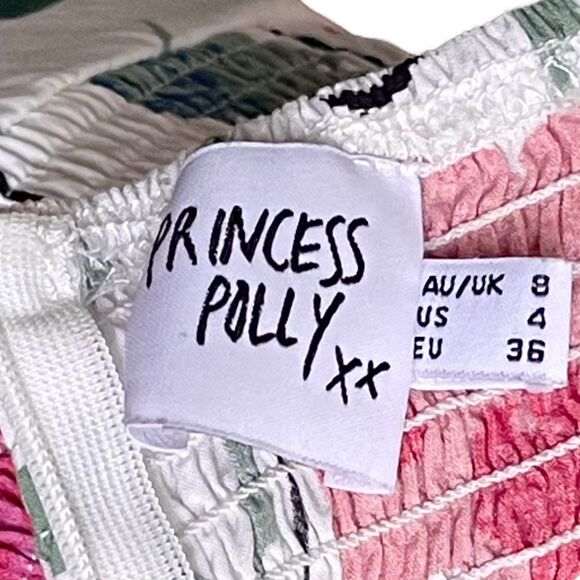 PRINCESS
POLLY
xx
AU/UK 8
US 4
EU 36